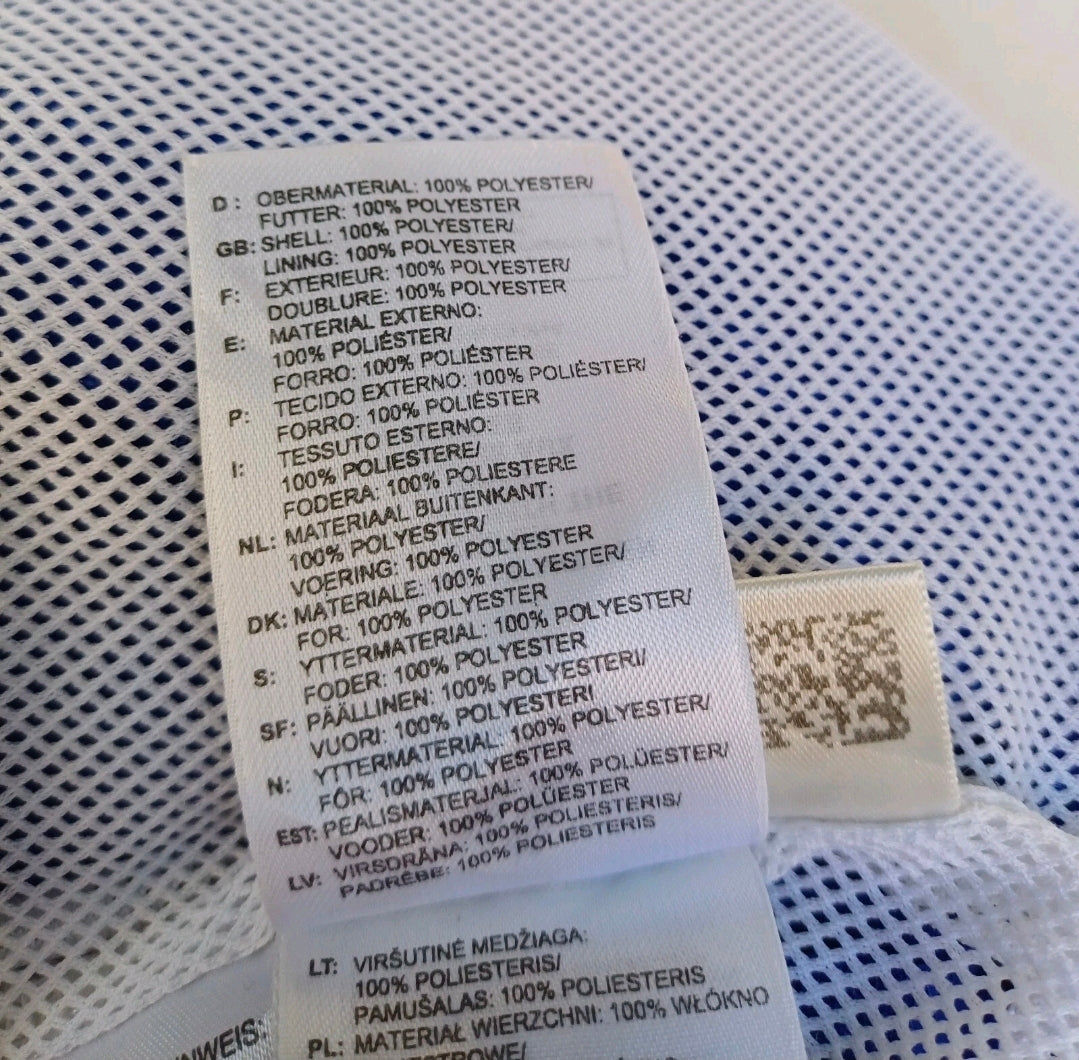 D: OBERMATERIAL: 100% POLYESTER/
FUTTER: 100% POLYESTER
GB: SHELL: 100% POLYESTER/
LINING: 100% POLYESTER
F: EXTERIEUR: 100% POLYESTER/
DOUBLURE: 100% POLYESTER
E: MATERIAL EXTERNO:
100% POLIÉSTER/
FORRO: 100% POLIÉSTER
P: TECIDO EXTERNO: 100% POLIÉSTER/
FORRO: 100% POLIÉSTER
I: TESSUTO ESTERNO:
100% POLIESTERE/
FODERA: 100% POLIESTERE
NL: MATERIAAL BUITENKANT:
100% POLYESTER/
VOERING: 100% POLYESTER
DK: MATERIALE: 100% POLYESTER/
FOR: 100% POLYESTER
S: YTTERMATERIAL: 100% POLYESTER/
FODER: 100% POLYESTER
SF: PÄÄLLINEN: 100% POLYESTERI/
VUORI: 100% POLYESTERI
N: YTTERMATERIAL: 100% POLYESTER/
FÔR: 100% POLYESTER
EST: PEALISMATERJAL: 100% POLÜESTER/
VOODER: 100% POLÜESTER
LV: VIRSDRĀNA: 100% POLIESTERIS/
PADRĒBE: 100% POLIESTERIS
LT: VIRŠUTINĖ MEDŽIAGA:
100% POLIESTERIS/
PAMUŠALAS: 100% POLIESTERIS
PL: MATERIAŁ WIERZCHNI: 100% WŁÓKNO